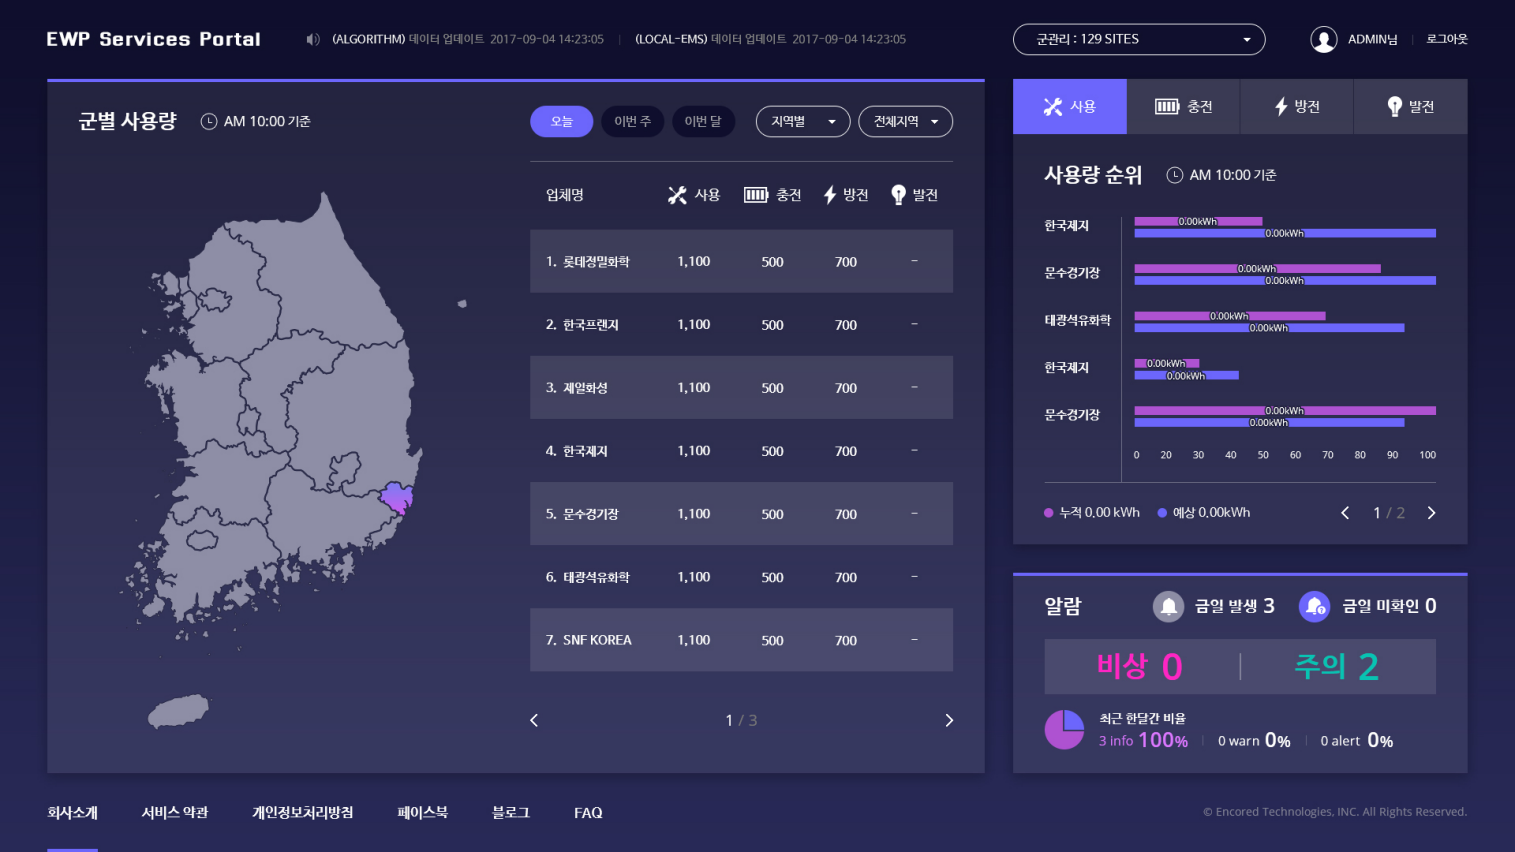 EWP Services Portal
(ALGORITHM) 데이터 업데이트 2017-09-04 14:23:05
(LOCAL-EMS) 데이터 업데이트 2017-09-04 14:23:05
군관리 : 129 SITES
ADMIN님
로그아웃
군별 사용량
AM 10:00 기준
오늘
이번 주
이번 달
지역별
전체지역
업체명 사용 충전 방전 발전
1. 롯데정밀화학 1,100 500 700 -
2. 한국프랜지 1,100 500 700 -
3. 제일화성 1,100 500 700 -
4. 한국제지 1,100 500 700 -
5. 문수경기장 1,100 500 700 -
6. 태광석유화학 1,100 500 700 -
7. SNF KOREA 1,100 500 700 -
1 / 3
사용
충전
방전
발전
사용량 순위
AM 10:00 기준
한국제지
0.00kWh
0.00kWh
문수경기장
0.00kWh
0.00kWh
태광석유화학
0.00kWh
0.00kWh
한국제지
0.00kWh
0.00kWh
문수경기장
0.00kWh
0.00kWh
0 20 30 40 50 60 70 80 90 100
누적 0.00 kWh
예상 0.00kWh
1 / 2
알람
금일 발생 3
금일 미확인 0
비상 0
주의 2
최근 한달간 비율
3 info 100%
0 warn 0%
0 alert 0%
회사소개
서비스 약관
개인정보처리방침
페이스북
블로그
FAQ
© Encored Technologies, INC. All Rights Reserved.